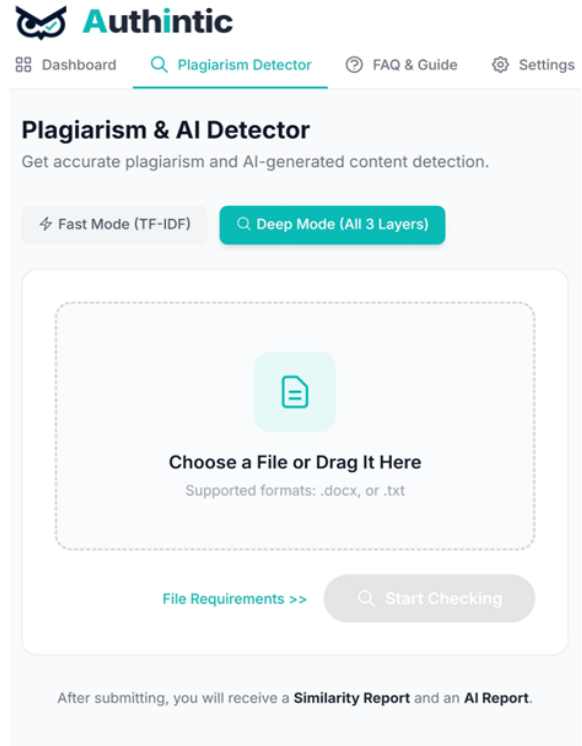 Authintic
Dashboard Plagiarism Detector FAQ & Guide Settings
Plagiarism & AI Detector
Get accurate plagiarism and AI-generated content detection.
Fast Mode (TF-IDF) Deep Mode (All 3 Layers)
Choose a File or Drag It Here
Supported formats: .docx, or .txt
File Requirements >> Start Checking
After submitting, you will receive a Similarity Report and an AI Report.